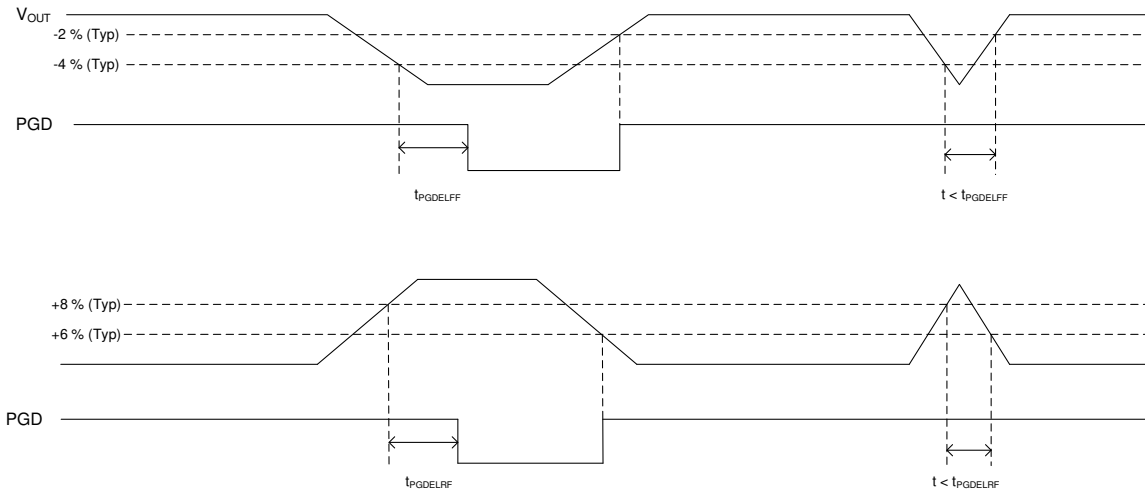 VOUT
-2 % (Typ)
-4 % (Typ)
PGD
tPGDELFF
t < tPGDELFF
+8 % (Typ)
+6 % (Typ)
PGD
tPGDELRF
t < tPGDELRF